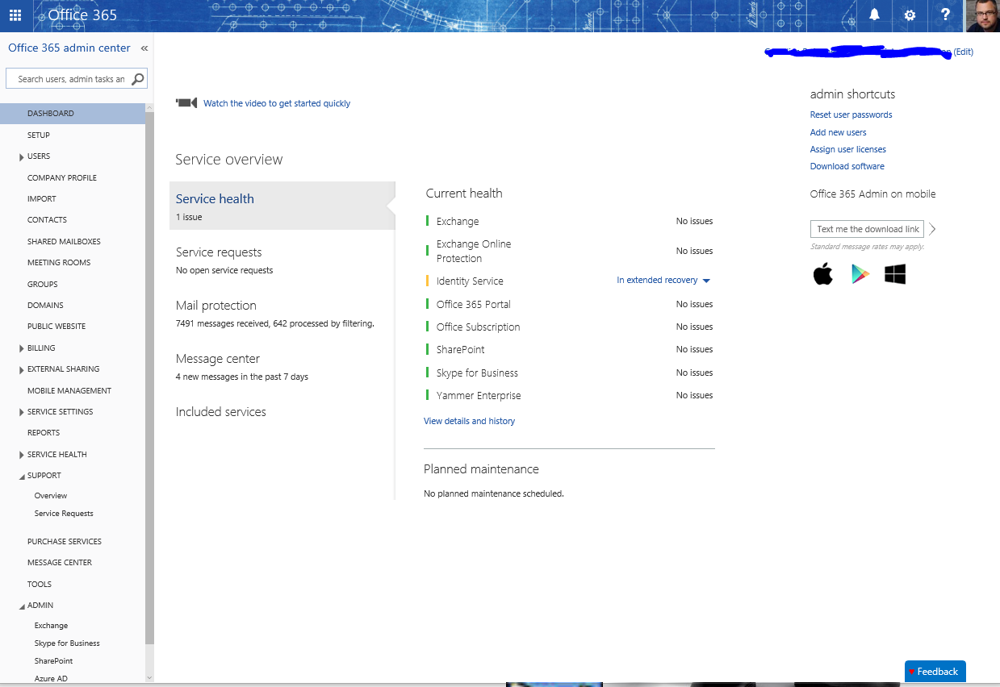 Office 365
Office 365 admin center «
(Edit)
Search users, admin tasks an
DASHBOARD
SETUP
USERS
COMPANY PROFILE
IMPORT
CONTACTS
SHARED MAILBOXES
MEETING ROOMS
GROUPS
DOMAINS
PUBLIC WEBSITE
BILLING
EXTERNAL SHARING
MOBILE MANAGEMENT
SERVICE SETTINGS
REPORTS
SERVICE HEALTH
SUPPORT
Overview
Service Requests
PURCHASE SERVICES
MESSAGE CENTER
TOOLS
ADMIN
Exchange
Skype for Business
SharePoint
Azure AD
Watch the video to get started quickly
Service overview
Service health
1 issue
Service requests
No open service requests
Mail protection
7491 messages received, 642 processed by filtering.
Message center
4 new messages in the past 7 days
Included services
Current health
Exchange No issues
Exchange Online
Protection No issues
Identity Service In extended recovery
Office 365 Portal No issues
Office Subscription No issues
SharePoint No issues
Skype for Business No issues
Yammer Enterprise No issues
View details and history
Planned maintenance
No planned maintenance scheduled.
admin shortcuts
Reset user passwords
Add new users
Assign user licenses
Download software
Office 365 Admin on mobile
Text me the download link
Standard message rates may apply.
Feedback